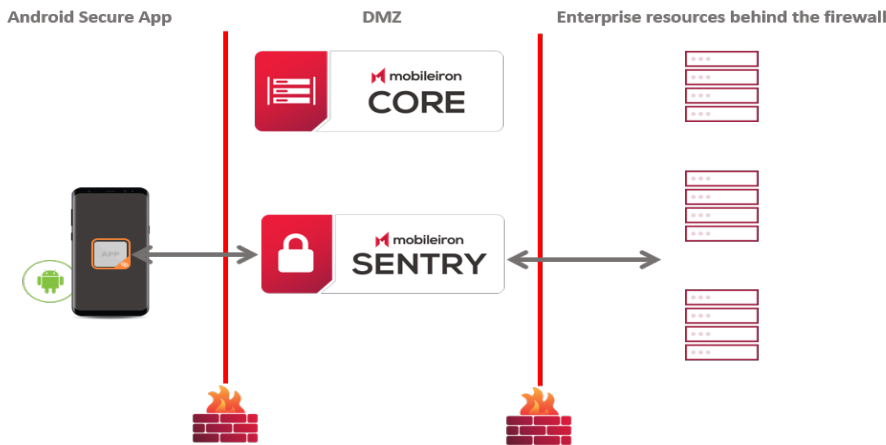 Android Secure App
DMZ
Enterprise resources behind the firewall
mobileiron
CORE
APP
mobileiron
SENTRY